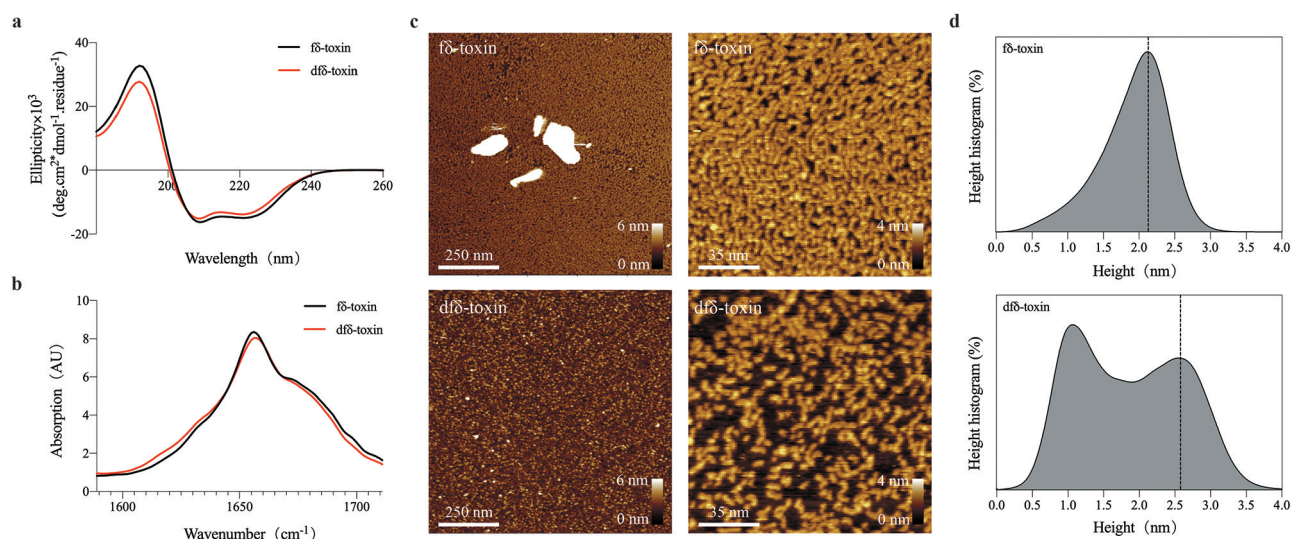 a
40
20
0
-20
200
220
240
260
fδ-toxin
dfδ-toxin
Ellipticity×10³
(deg.cm²*dmol⁻¹.residue⁻¹)
Wavelength (nm)
b
10
8
6
4
2
0
1600
1650
1700
fδ-toxin
dfδ-toxin
Absorption (AU)
Wavenumber (cm⁻¹)
c
fδ-toxin
6 nm
0 nm
250 nm
fδ-toxin
4 nm
0 nm
35 nm
dfδ-toxin
6 nm
0 nm
250 nm
dfδ-toxin
4 nm
0 nm
35 nm
d
fδ-toxin
Height histogram (%)
0.0 0.5 1.0 1.5 2.0 2.5 3.0 4.0
Height (nm)
dfδ-toxin
Height histogram (%)
0.0 0.5 1.0 1.5 2.0 2.5 3.0 3.5 4.0
Height (nm)